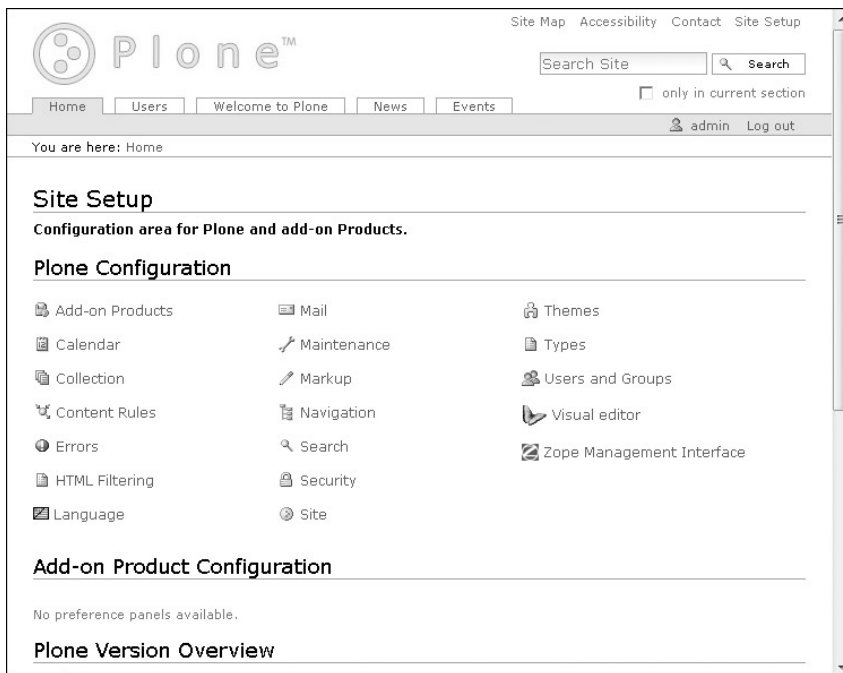 Site Map Accessibility Contact Site Setup
Plone™
Search Site Search
only in current section
Home Users Welcome to Plone News Events
admin Log out
You are here: Home
Site Setup
Configuration area for Plone and add-on Products.
Plone Configuration
Add-on Products
Calendar
Collection
Content Rules
Errors
HTML Filtering
Language
Mail
Maintenance
Markup
Navigation
Search
Security
Site
Themes
Types
Users and Groups
Visual editor
Zope Management Interface
Add-on Product Configuration
No preference panels available.
Plone Version Overview